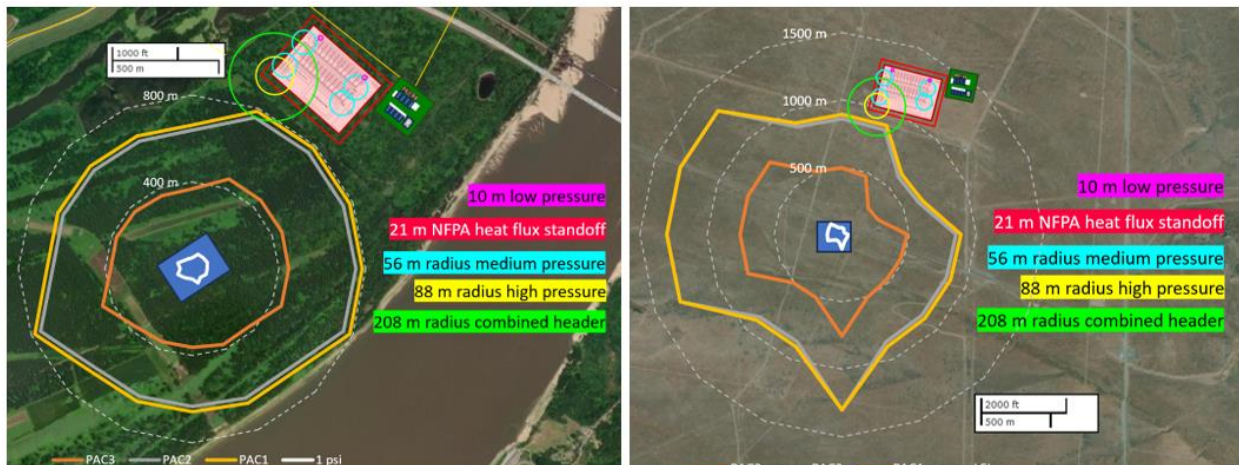 1000 ft
500 m
800 m
400 m
10 m low pressure
21 m NFPA heat flux standoff
56 m radius medium pressure
88 m radius high pressure
208 m radius combined header
PAC3 PAC2 PAC1 1 psi
1500 m
1000 m
500 m
10 m low pressure
21 m NFPA heat flux standoff
56 m radius medium pressure
88 m radius high pressure
208 m radius combined header
2000 ft
500 m